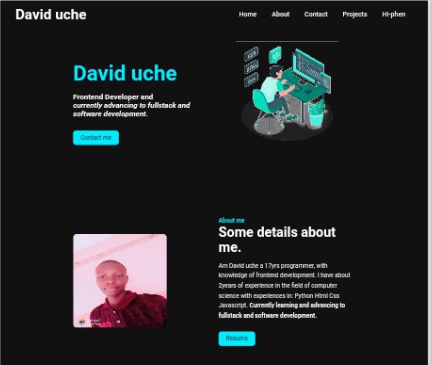 David uche
Home About Contact Projects Hi-phen
David uche
Frontend Developer and
currently advancing to fullstack and
software development.
Contact me
About me
Some details about
me.
Am David uche a 17yrs programmer, with
knowledge of frontend development. I have about
2years of experience in the field of computer
science with experiences in: Python Html Css
Javascript. Currently learning and advancing to
fullstack and software development.
Resume